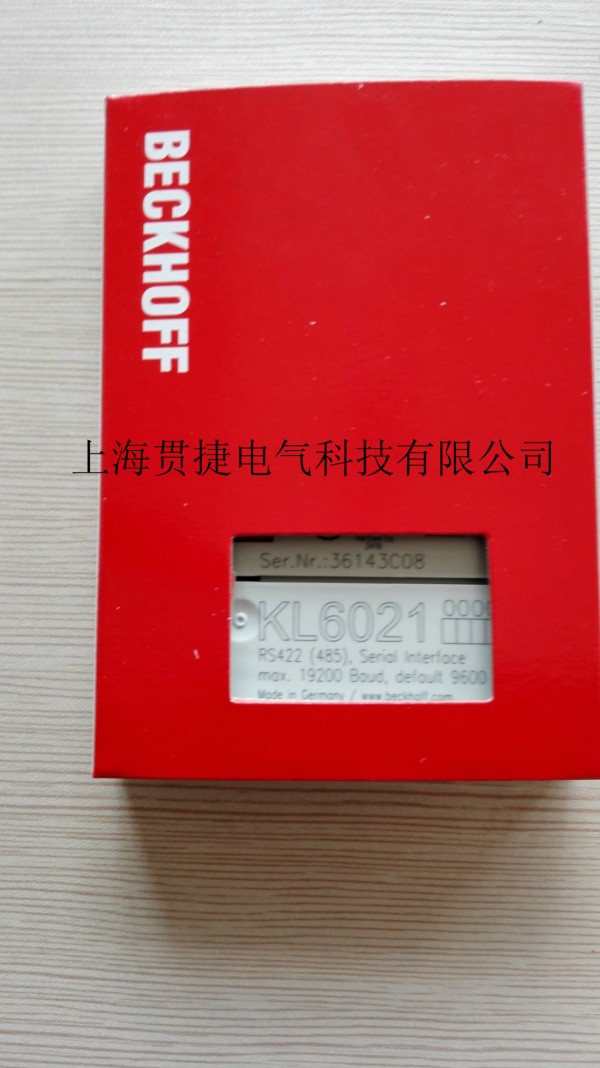 BECKHOFF
上海贯捷电气科技有限公司
Ser.Nr.:36143C08
KL6021
RS422 (485), Serial Interface
max. 19200 Baud, default 9600
Made in Germany / www.beckhoff.com